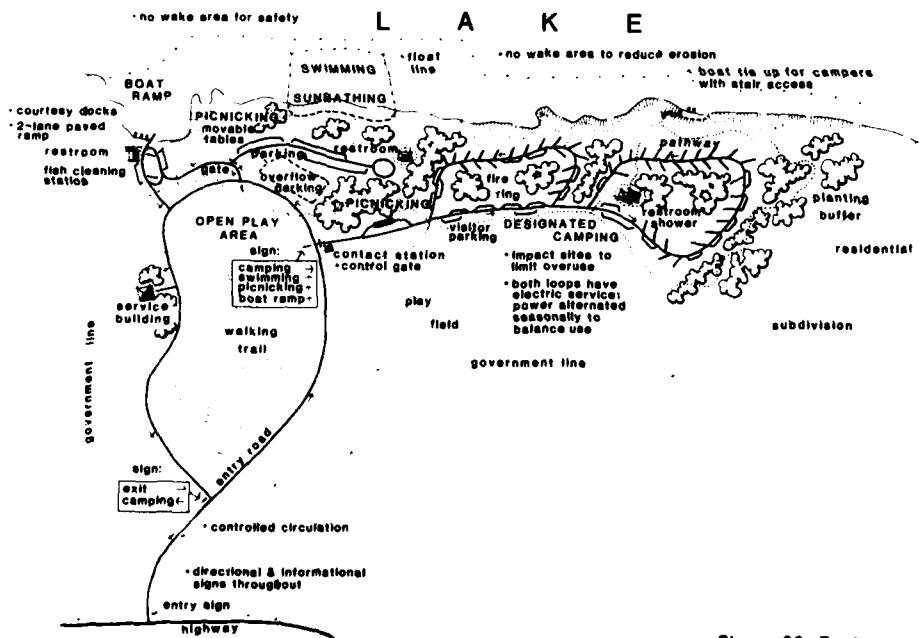 · no wake area for safety
L A K E
SWIMMING
SUNBATHING
· float
line
· no wake area to reduce erosion
· boat tie up for campers
with stair access
BOAT
RAMP
· courtesy docks
· 2-lane paved
ramp
restroom
fish cleaning
station
PICNICKING
movable
tables
parking
restroom
gate
overflow
parking
PICNICKING
fire
ring
pathway
restroom
shower
planting
buffer
residential
subdivision
OPEN PLAY
AREA
visitor
parking
DESIGNATED
CAMPING
· impact sites to
limit overuse
· both loops have
electric service:
power alternated
seasonally to
balance use
· contact station
· control gate
sign:
camping →
swimming ←
picnicking ←
boat ramp ←
play
field
government line
service
building
walking
trail
government line
sign:
exit →
camping ←
entry road
· controlled circulation
· directional & informational
signs throughout
entry sign
highway